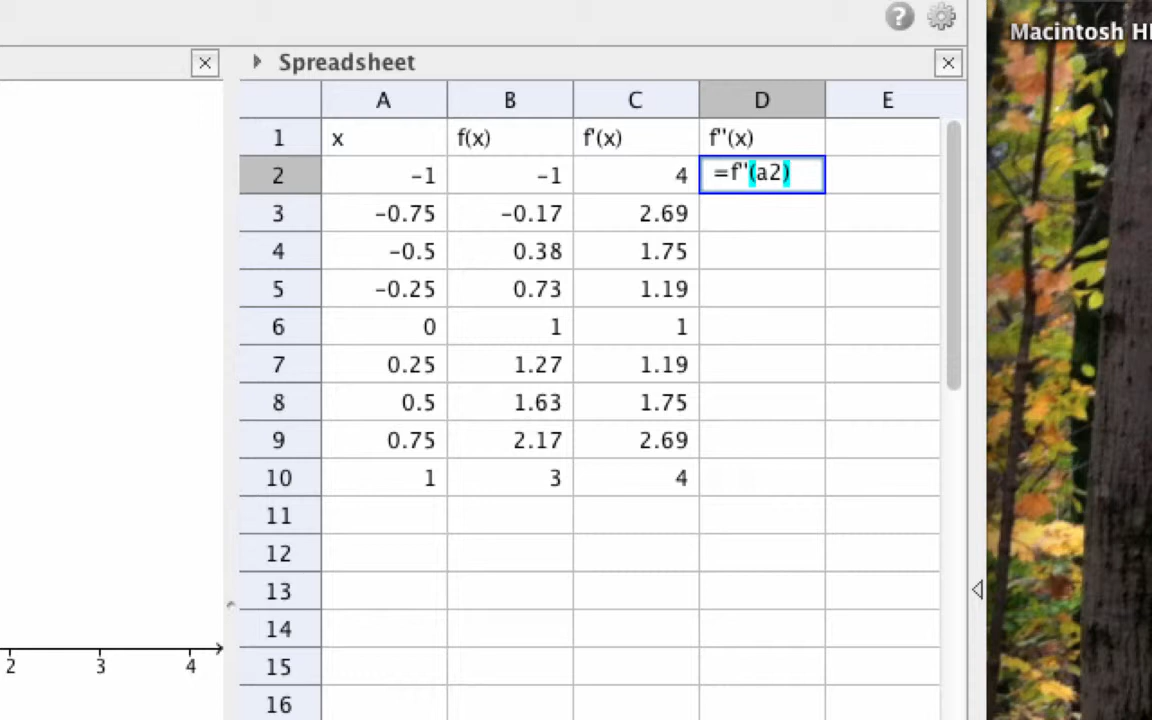 Macintosh H
Spreadsheet
A B C D E
1 x f(x) f'(x) f''(x)
2 −1 −1 4 =f''(a2)
3 −0.75 −0.17 2.69
4 −0.5 0.38 1.75
5 −0.25 0.73 1.19
6 0 1 1
7 0.25 1.27 1.19
8 0.5 1.63 1.75
9 0.75 2.17 2.69
10 1 3 4
11
12
13
14
15
16
2 3 4